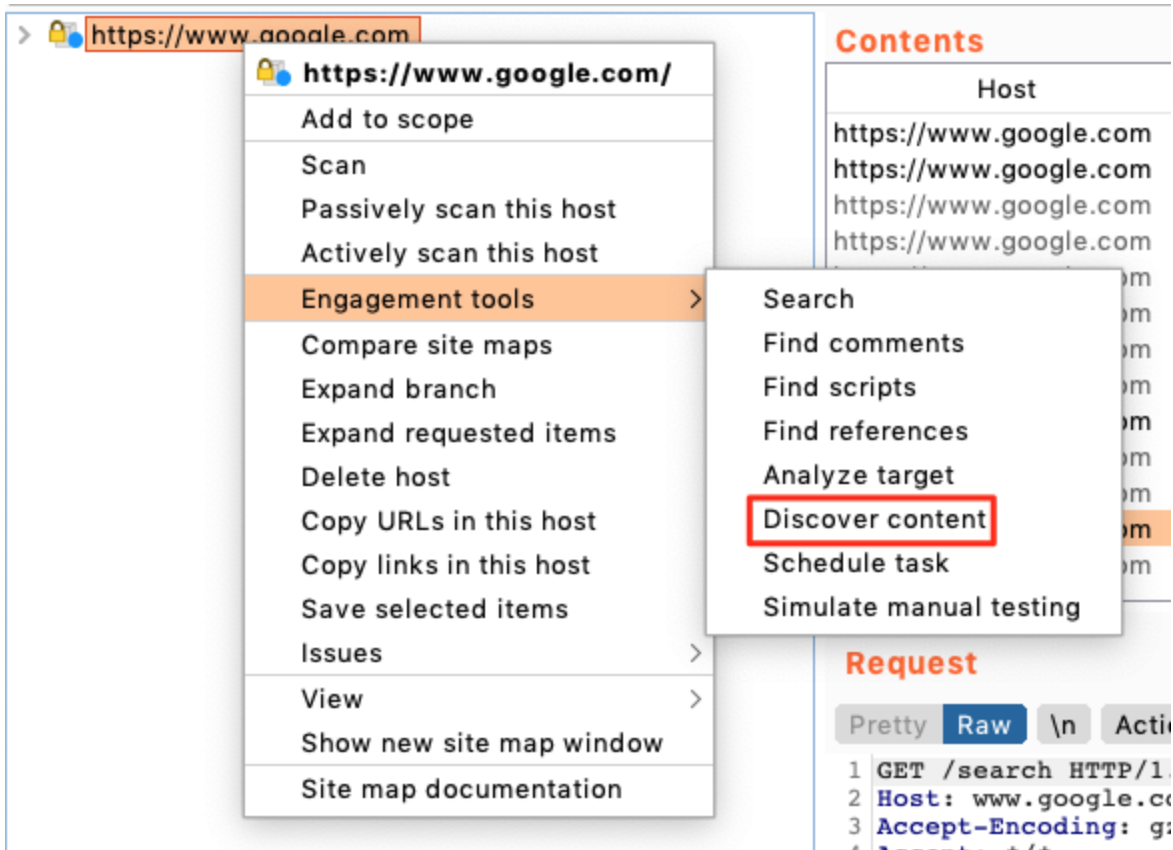 https://www.google.com
https://www.google.com/
Add to scope
Scan
Passively scan this host
Actively scan this host
Engagement tools
Compare site maps
Expand branch
Expand requested items
Delete host
Copy URLs in this host
Copy links in this host
Save selected items
Issues
View
Show new site map window
Site map documentation
Search
Find comments
Find scripts
Find references
Analyze target
Discover content
Schedule task
Simulate manual testing
Contents
Host
https://www.google.com
https://www.google.com
https://www.google.com
https://www.google.com
Request
Pretty Raw \n
1 GET /search HTTP/1.
2 Host: www.google.co
3 Accept-Encoding: gz